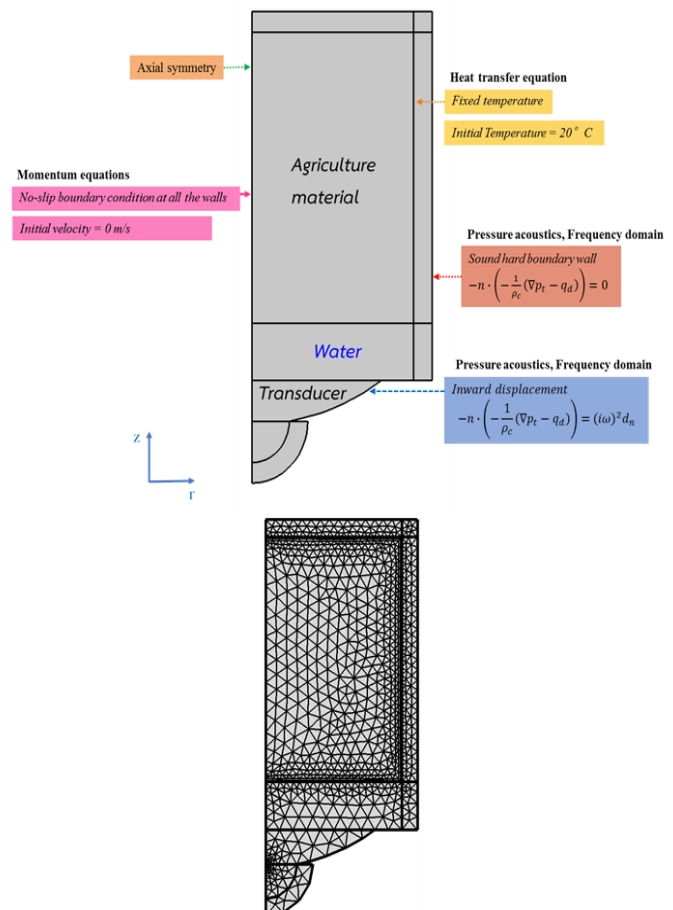 Axial symmetry
Heat transfer equation
Fixed temperature
Initial Temperature = 20° C
Agriculture
material
Momentum equations
No-slip boundary condition at all the walls
Initial velocity = 0 m/s
Pressure acoustics, Frequency domain
Sound hard boundary wall
−n · (−1/ρc (∇pt − qd)) = 0
Water
Pressure acoustics, Frequency domain
Transducer
Inward displacement
−n · (−1/ρc (∇pt − qd)) = (iω)²dn
z
r